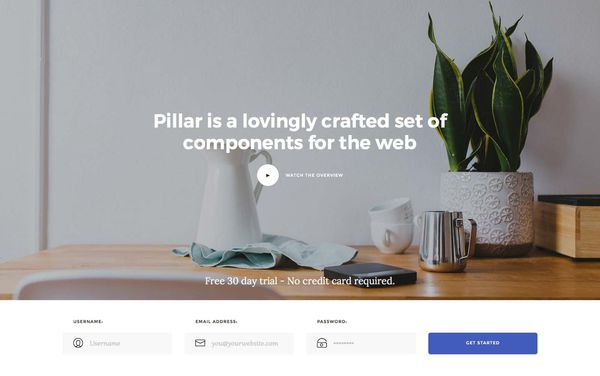 Pillar is a lovingly crafted set of
components for the web
WATCH THE OVERVIEW
Free 30 day trial - No credit card required.
USERNAME:
EMAIL ADDRESS:
PASSWORD:
Username
you@yourwebsite.com
********
GET STARTED